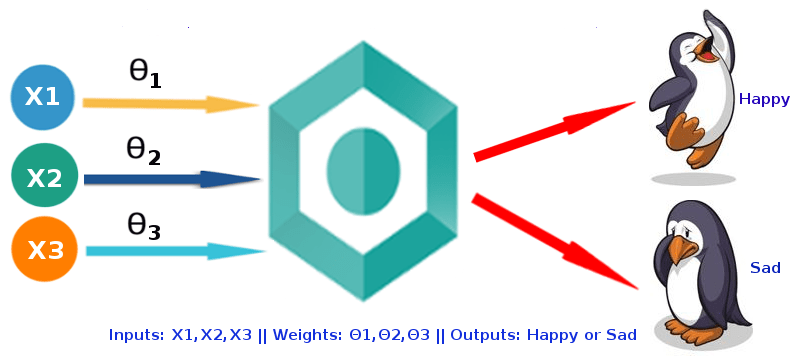 θ1
X1
Happy
θ2
X2
θ3
X3
Sad
Inputs: X1,X2,X3 || Weights: Θ1,Θ2,Θ3 || Outputs: Happy or Sad